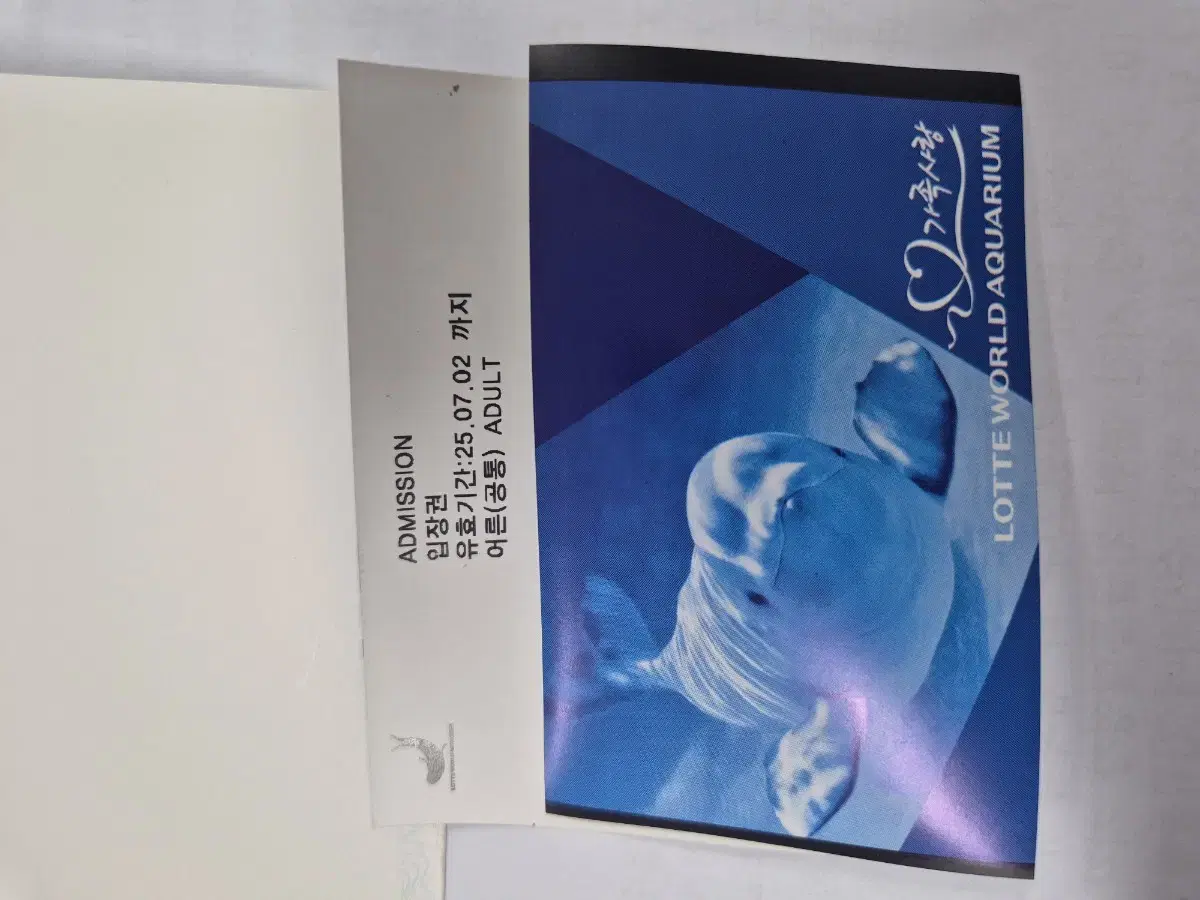 ADMISSION
입장권
유효기간:25.07.02 까지
어른(공통) ADULT
가족사랑
LOTTE WORLD AQUARIUM